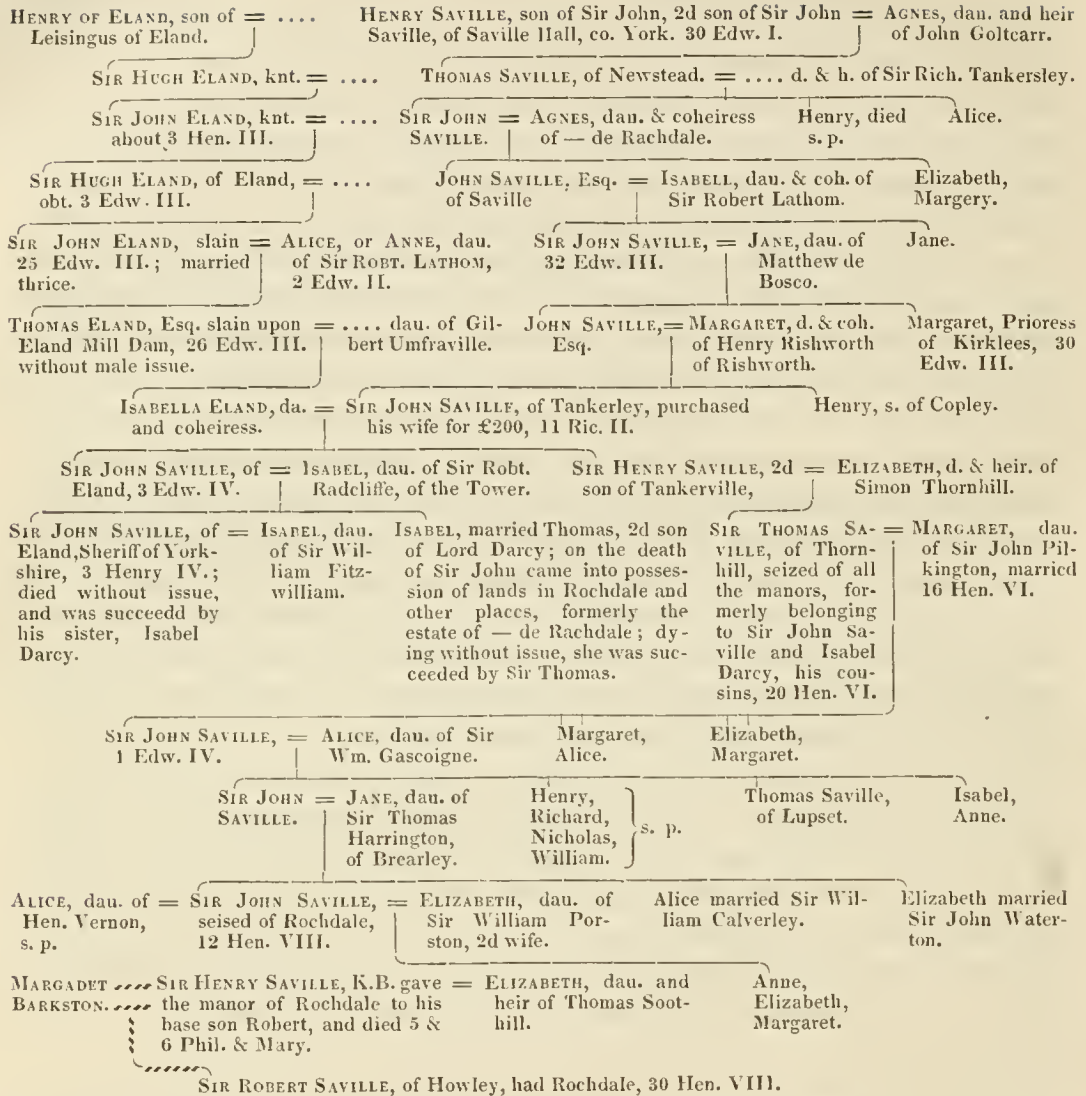 HENRY OF ELAND, son of = ....
Leisingus of Eland.
HENRY SAVILLE, son of Sir John, 2d son of Sir John = AGNES, dau. and heir
Saville, of Saville Hall, co. York. 30 Edw. I.
of John Goltcarr.
SIR HUGH ELAND, knt. = ....
THOMAS SAVILLE, of Newstead. = .... d. & h. of Sir Rich. Tankersley.
SIR JOHN ELAND, knt. = ....
about 3 Hen. III.
SIR JOHN = AGNES, dau. & coheiress
SAVILLE. of — de Rachdale.
Henry, died
s. p.
Alice.
SIR HUGH ELAND, of Eland, = ....
obt. 3 Edw. III.
JOHN SAVILLE, Esq. = ISABELL, dau. & coh. of
of Saville Sir Robert Lathom.
Elizabeth,
Margery.
SIR JOHN ELAND, slain = ALICE, or ANNE, dau.
25 Edw. III.; married of Sir ROBT. LATHOM,
thrice. 2 Edw. II.
SIR JOHN SAVILLE, = JANE, dau. of
32 Edw. III. Matthew de
Bosco.
Jane.
THOMAS ELAND, Esq. slain upon = .... dau. of Gil-
Eland Mill Dam, 26 Edw. III. bert Umfraville.
without male issue.
JOHN SAVILLE, = MARGARET, d. & coh.
Esq. of Henry Rishworth
of Rishworth.
Margaret, Prioress
of Kirklees, 30
Edw. III.
ISABELLA ELAND, da. = SIR JOHN SAVILLE, of Tankerley, purchased
and coheiress. his wife for £200, 11 Ric. II.
Henry, s. of Copley.
SIR JOHN SAVILLE, of = ISABEL, dau. of Sir Robt.
Eland, 3 Edw. IV. Radcliffe, of the Tower.
SIR HENRY SAVILLE, 2d = ELIZABETH, d. & heir. of
son of Tankerville, Simon Thornhill.
SIR JOHN SAVILLE, of = ISABEL, dau.
Eland, Sheriff of York- of Sir Wil-
shire, 3 Henry IV.; liam Fitz-
died without issue, william.
and was succeedd by
his sister, Isabel
Darcy.
ISABEL, married Thomas, 2d son
of Lord Darcy; on the death
of Sir John came into posses-
sion of lands in Rochdale and
other places, formerly the
estate of — de Rachdale; dy-
ing without issue, she was suc-
ceeded by Sir Thomas.
SIR THOMAS SA- = MARGARET, dau.
VILLE, of Thorn- of Sir John Pil-
hill, seized of all kington, married
the manors, for- 16 Hen. VI.
merly belonging
to Sir John Sa-
ville and Isabel
Darcy, his cou-
sins, 20 Hen. VI.
SIR JOHN SAVILLE, = ALICE, dau. of Sir
1 Edw. IV. Wm. Gascoigne.
Margaret,
Alice.
Elizabeth,
Margaret.
SIR JOHN = JANE, dau. of
SAVILLE. Sir Thomas
Harrington,
of Brearley.
Henry,
Richard,
Nicholas,
William.
s. p.
Thomas Saville,
of Lupset.
Isabel,
Anne.
ALICE, dau. of = SIR JOHN SAVILLE, = ELIZABETH, dau. of
Hen. Vernon, seised of Rochdale, Sir William Por-
s. p. 12 Hen. VIII. ston, 2d wife.
Alice married Sir Wil-
liam Calverley.
Elizabeth married
Sir John Water-
ton.
MARGADET SIR HENRY SAVILLE, K.B. gave = ELIZABETH, dau. and
BARKSTON. the manor of Rochdale to his heir of Thomas Soot-
base son Robert, and died 5 & hill.
6 Phil. & Mary.
Anne,
Elizabeth,
Margaret.
SIR ROBERT SAVILLE, of Howley, had Rochdale, 30 Hen. VIII.